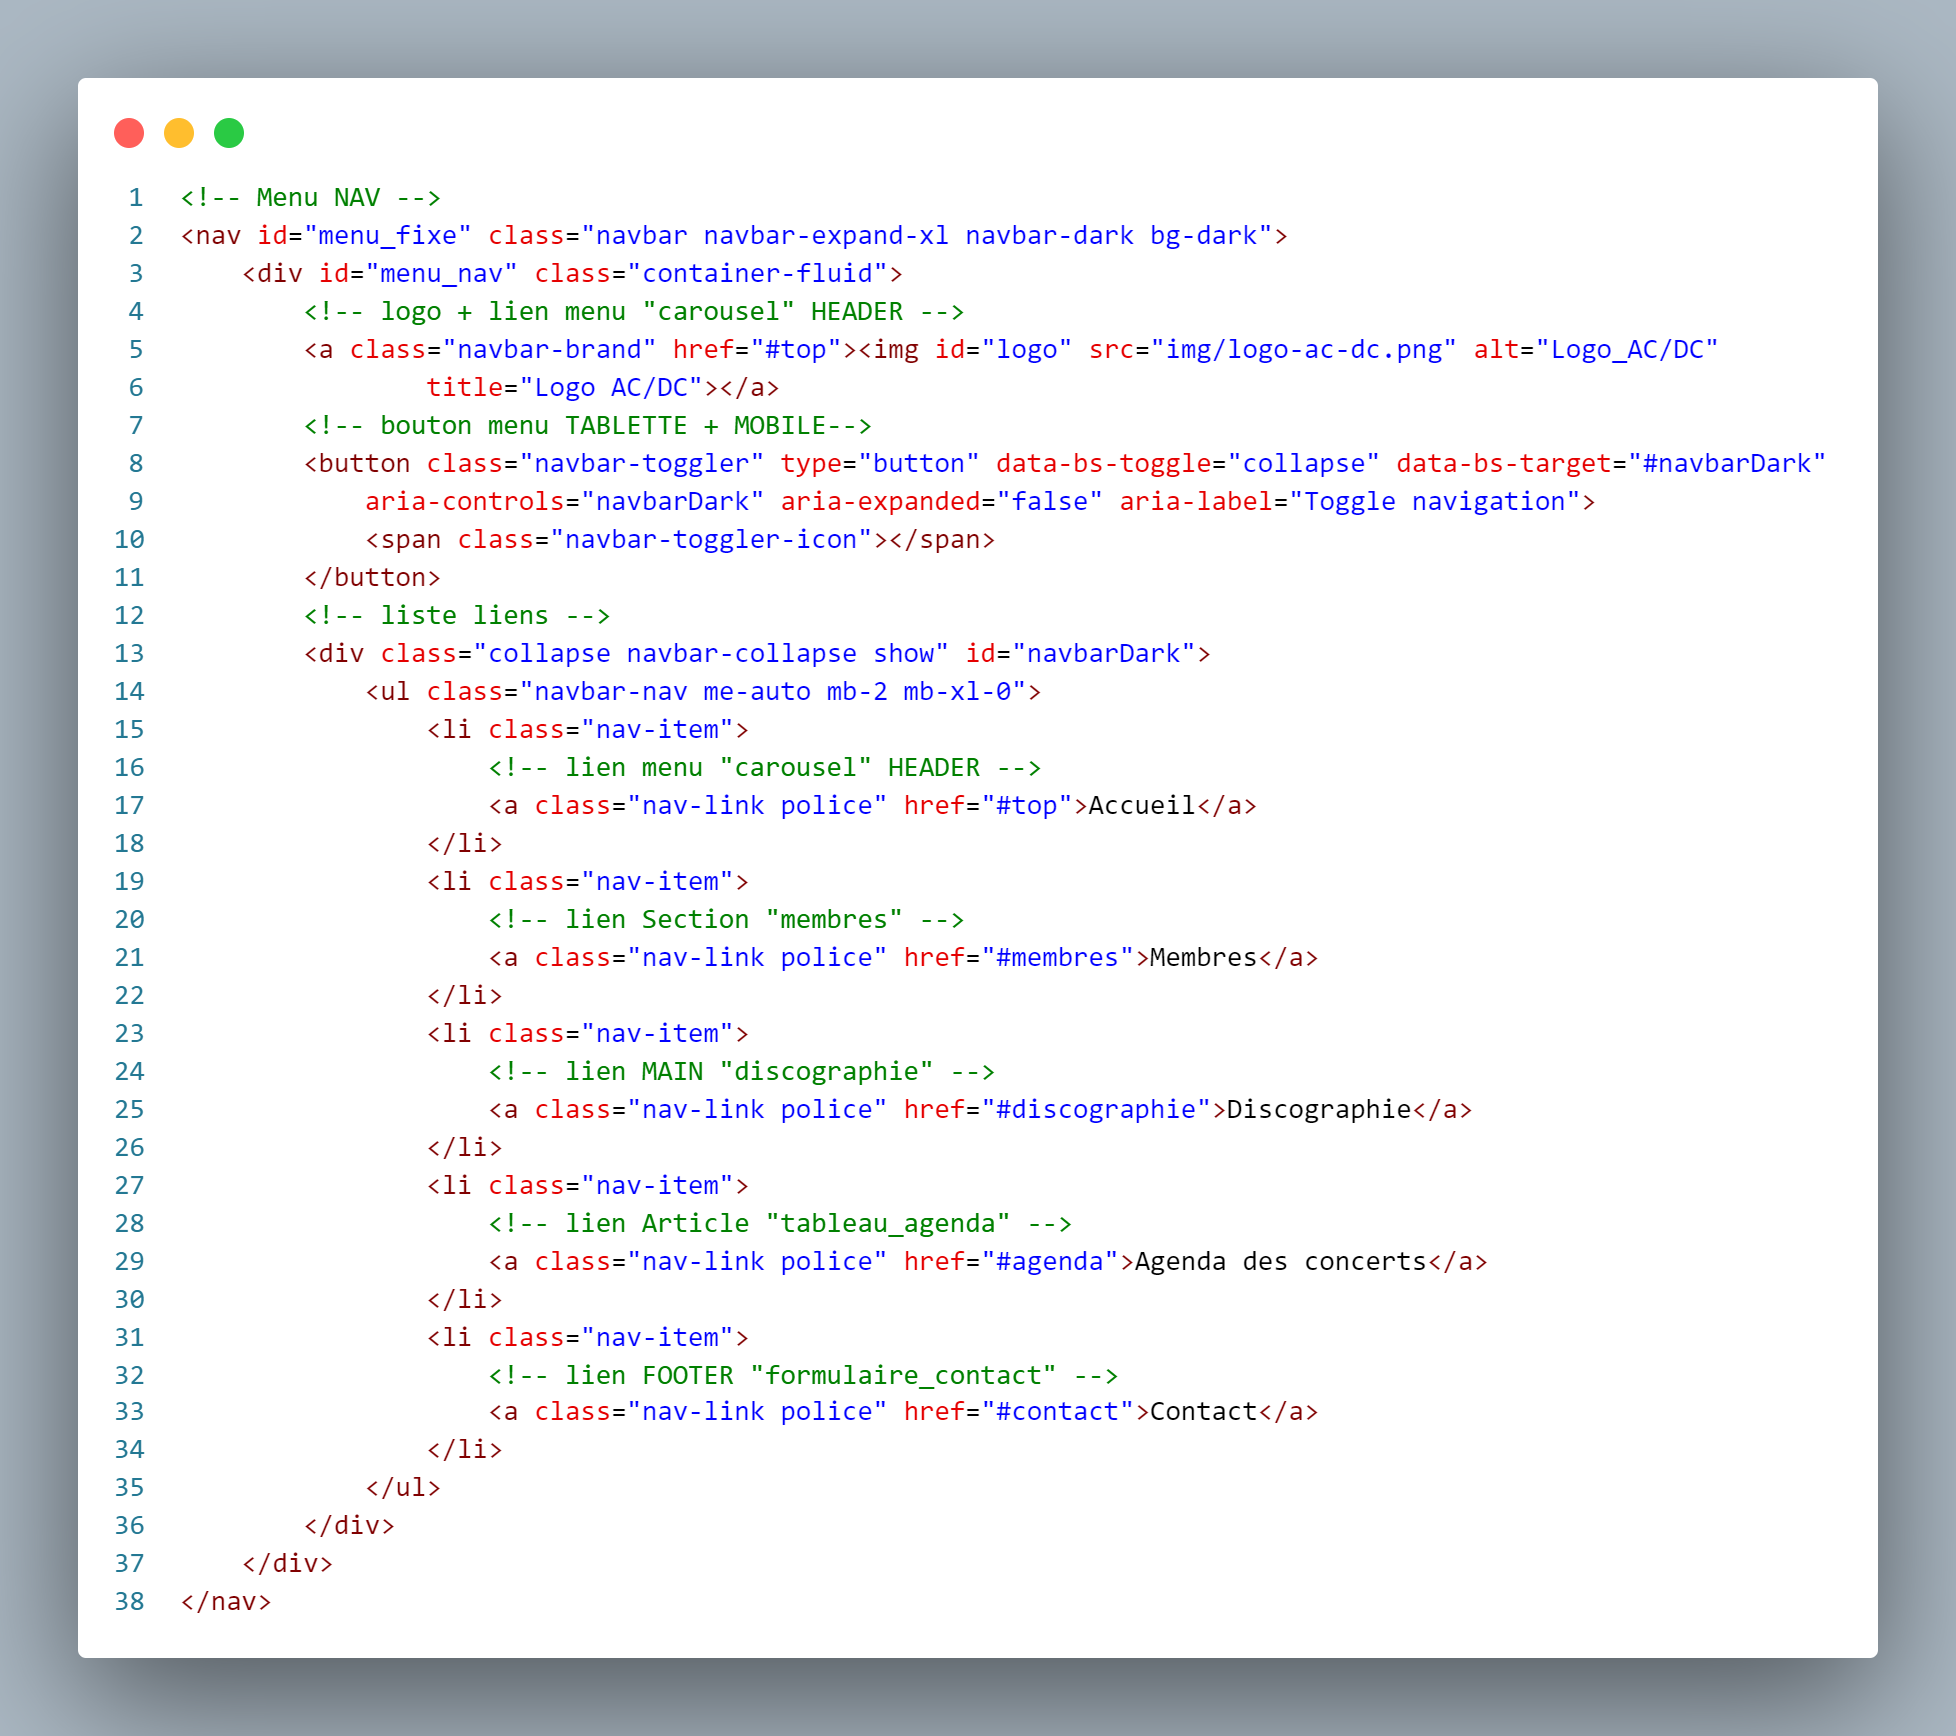 1 <!-- Menu NAV -->
2 <nav id="menu_fixe" class="navbar navbar-expand-xl navbar-dark bg-dark">
3     <div id="menu_nav" class="container-fluid">
4         <!-- logo + lien menu "carousel" HEADER -->
5         <a class="navbar-brand" href="#top"><img id="logo" src="img/logo-ac-dc.png" alt="Logo_AC/DC"
6                 title="Logo AC/DC"></a>
7         <!-- bouton menu TABLETTE + MOBILE-->
8         <button class="navbar-toggler" type="button" data-bs-toggle="collapse" data-bs-target="#navbarDark"
9             aria-controls="navbarDark" aria-expanded="false" aria-label="Toggle navigation">
10             <span class="navbar-toggler-icon"></span>
11         </button>
12         <!-- liste liens -->
13         <div class="collapse navbar-collapse show" id="navbarDark">
14             <ul class="navbar-nav me-auto mb-2 mb-xl-0">
15                 <li class="nav-item">
16                     <!-- lien menu "carousel" HEADER -->
17                     <a class="nav-link police" href="#top">Accueil</a>
18                 </li>
19                 <li class="nav-item">
20                     <!-- lien Section "membres" -->
21                     <a class="nav-link police" href="#membres">Membres</a>
22                 </li>
23                 <li class="nav-item">
24                     <!-- lien MAIN "discographie" -->
25                     <a class="nav-link police" href="#discographie">Discographie</a>
26                 </li>
27                 <li class="nav-item">
28                     <!-- lien Article "tableau_agenda" -->
29                     <a class="nav-link police" href="#agenda">Agenda des concerts</a>
30                 </li>
31                 <li class="nav-item">
32                     <!-- lien FOOTER "formulaire_contact" -->
33                     <a class="nav-link police" href="#contact">Contact</a>
34                 </li>
35             </ul>
36         </div>
37     </div>
38 </nav>